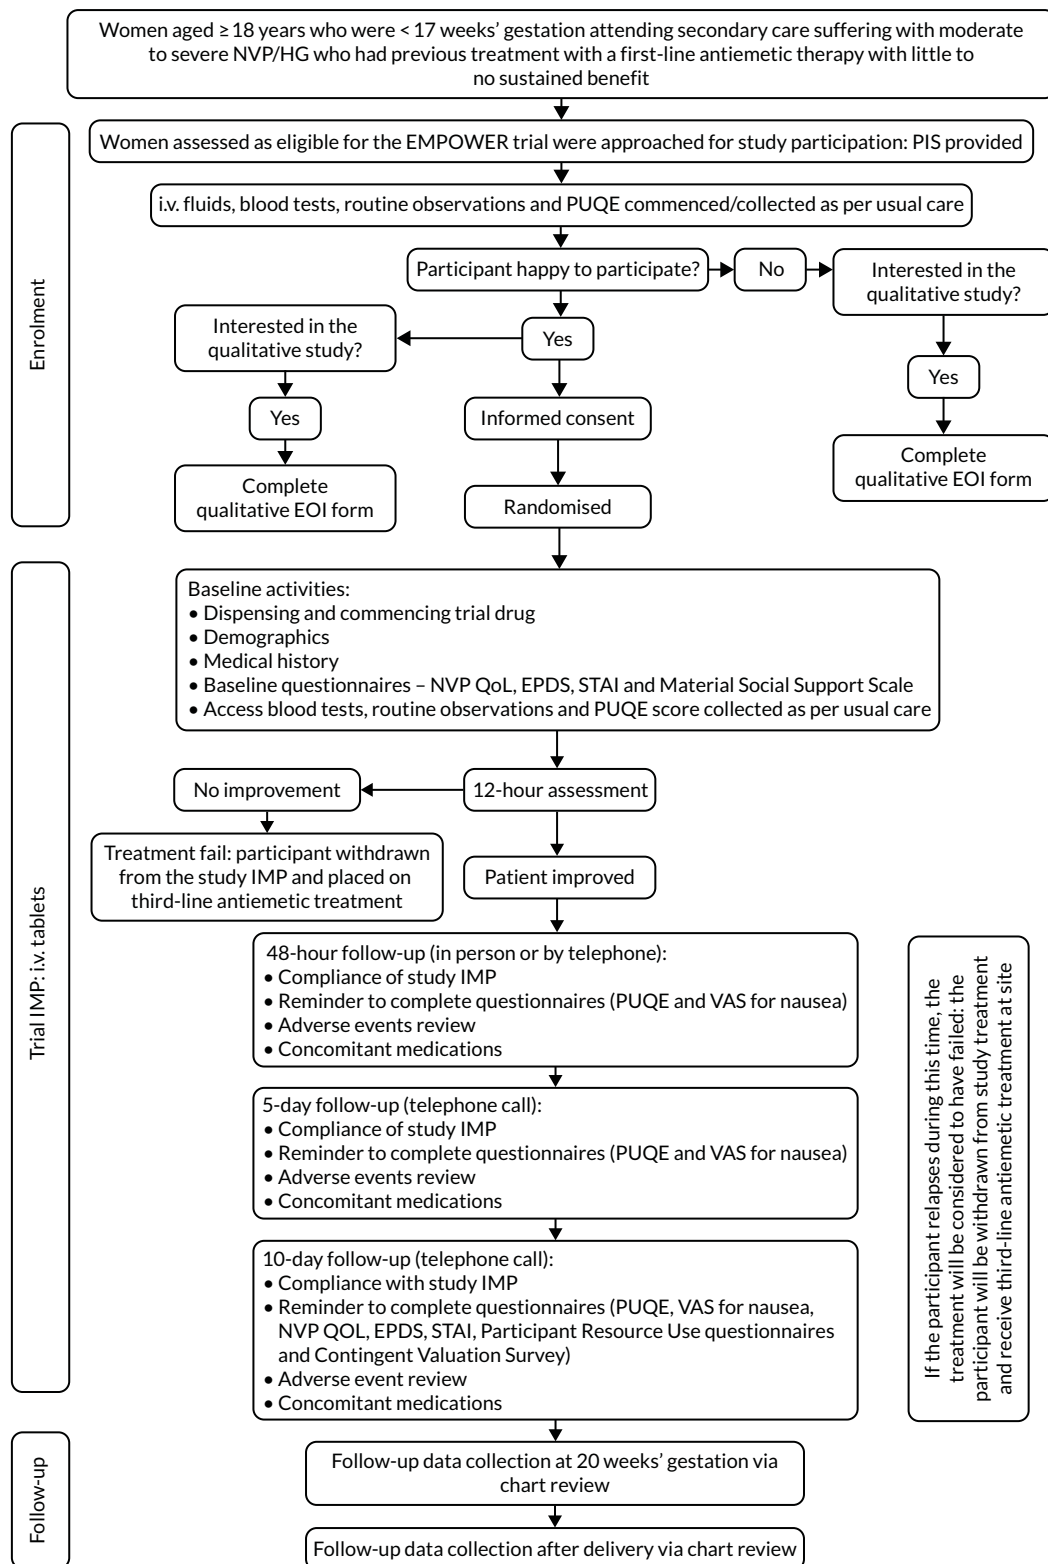 Women aged ≥ 18 years who were < 17 weeks’ gestation attending secondary care suffering with moderate
to severe NVP/HG who had previous treatment with a first-line antiemetic therapy with little to
no sustained benefit
Enrolment
Women assessed as eligible for the EMPOWER trial were approached for study participation: PIS provided
i.v. fluids, blood tests, routine observations and PUQE commenced/collected as per usual care
Participant happy to participate?
No
Interested in the
qualitative study?
Yes
Complete
qualitative EOI form
Yes
Interested in the
qualitative study?
Yes
Complete
qualitative EOI form
Informed consent
Randomised
Trial IMP: i.v. tablets
Baseline activities:
• Dispensing and commencing trial drug
• Demographics
• Medical history
• Baseline questionnaires – NVP QoL, EPDS, STAI and Material Social Support Scale
• Access blood tests, routine observations and PUQE score collected as per usual care
12-hour assessment
No improvement
Treatment fail: participant withdrawn
from the study IMP and placed on
third-line antiemetic treatment
Patient improved
48-hour follow-up (in person or by telephone):
• Compliance of study IMP
• Reminder to complete questionnaires (PUQE and VAS for nausea)
• Adverse events review
• Concomitant medications
5-day follow-up (telephone call):
• Compliance of study IMP
• Reminder to complete questionnaires (PUQE and VAS for nausea)
• Adverse events review
• Concomitant medications
10-day follow-up (telephone call):
• Compliance with study IMP
• Reminder to complete questionnaires (PUQE, VAS for nausea,
NVP QOL, EPDS, STAI, Participant Resource Use questionnaires
and Contingent Valuation Survey)
• Adverse event review
• Concomitant medications
If the participant relapses during this time, the
treatment will be considered to have failed: the
participant will be withdrawn from study treatment
and receive third-line antiemetic treatment at site
Follow-up
Follow-up data collection at 20 weeks’ gestation via
chart review
Follow-up data collection after delivery via chart review